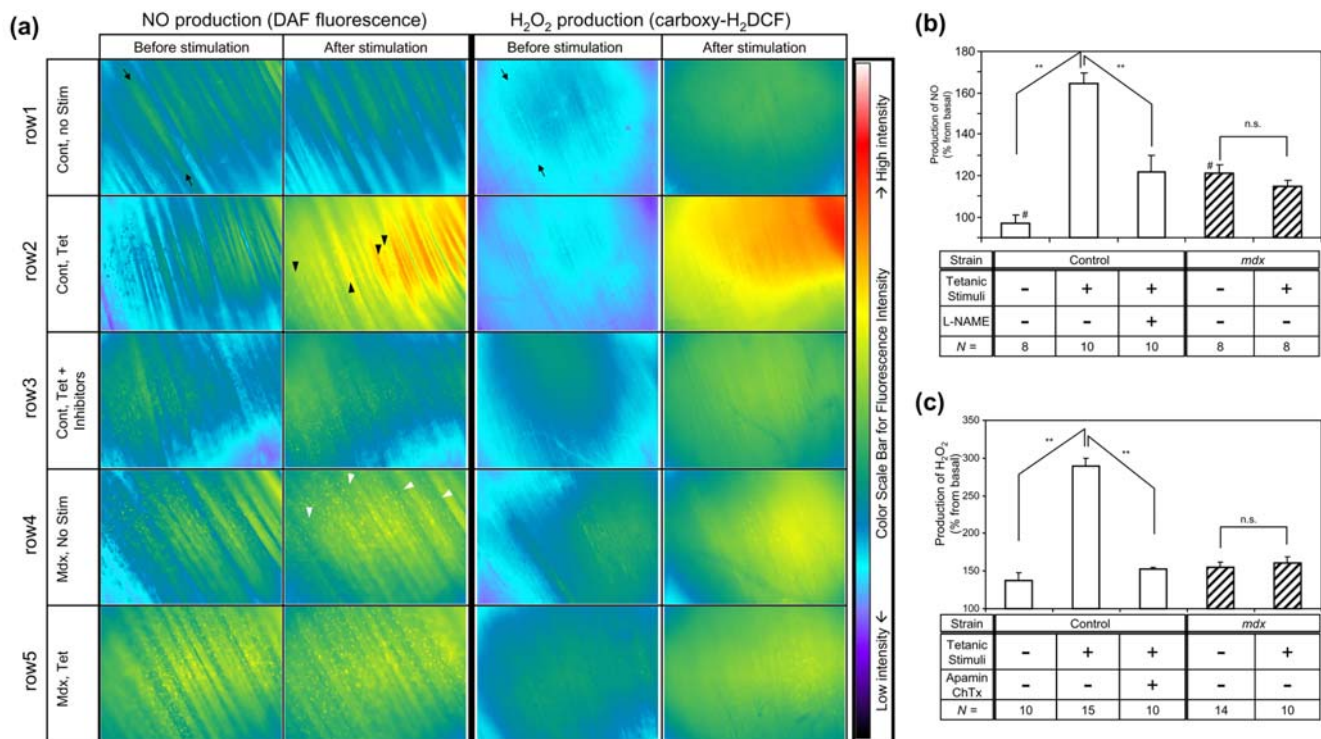 (a)
NO production (DAF fluorescence)
H₂O₂ production (carboxy-H₂DCF)
Before stimulation
After stimulation
Before stimulation
After stimulation
row1
Cont, no Stim
row2
Cont, Tet
row3
Cont, Tet +
Inhibitors
row4
Mdx, No Stim
row5
Mdx, Tet
Low intensity ← Color Scale Bar for Fluorescence Intensity → High intensity
(b)
Production of NO
(% from basal)
180
160
140
120
100
**
**
n.s.
#
#
Strain Control mdx
Tetanic
Stimuli - + + - +
L-NAME - - + - -
N = 8 10 10 8 8
(c)
Production of H₂O₂
(% from basal)
350
300
250
200
150
100
**
**
n.s.
Strain Control mdx
Tetanic
Stimuli - + + - +
Apamin
ChTx - - + - -
N = 10 15 10 14 10